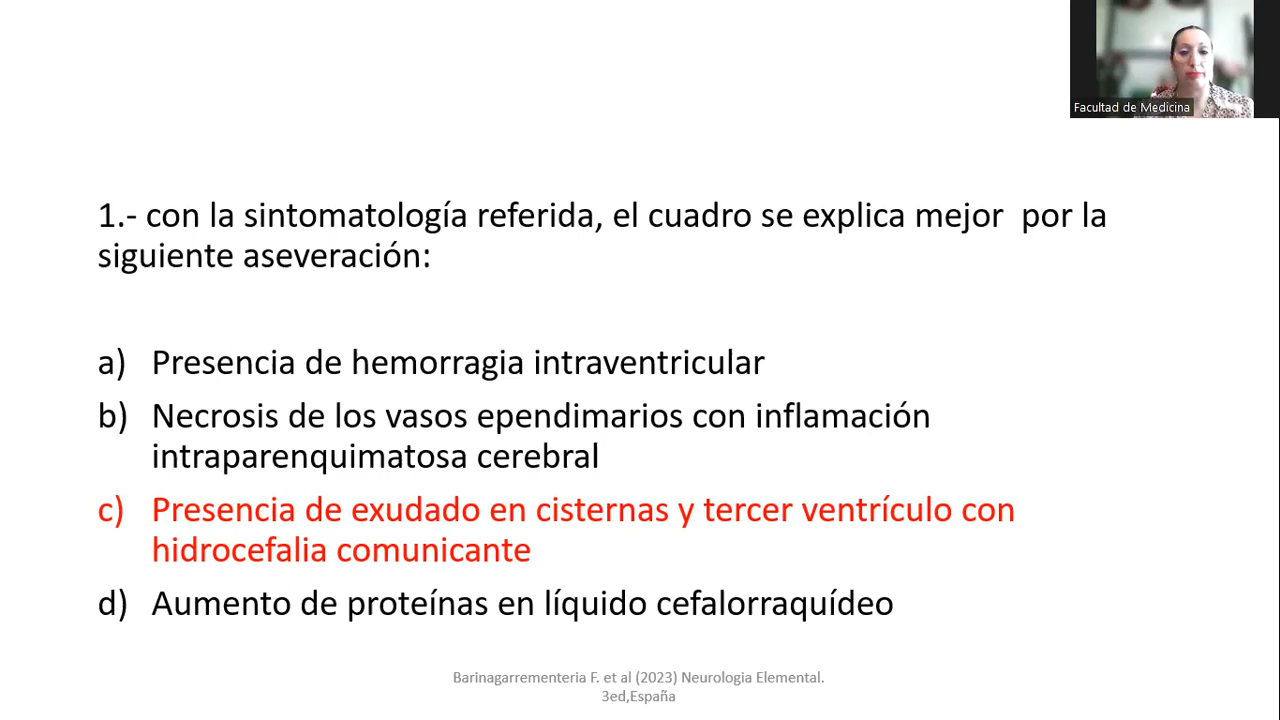 Facultad de Medicina
1.- con la sintomatología referida, el cuadro se explica mejor  por la
siguiente aseveración:
a) Presencia de hemorragia intraventricular
b) Necrosis de los vasos ependimarios con inflamación
intraparenquimatosa cerebral
c) Presencia de exudado en cisternas y tercer ventrículo con
hidrocefalia comunicante
d) Aumento de proteínas en líquido cefalorraquídeo
Barinagarrementeria F. et al (2023) Neurologia Elemental.
3ed,España